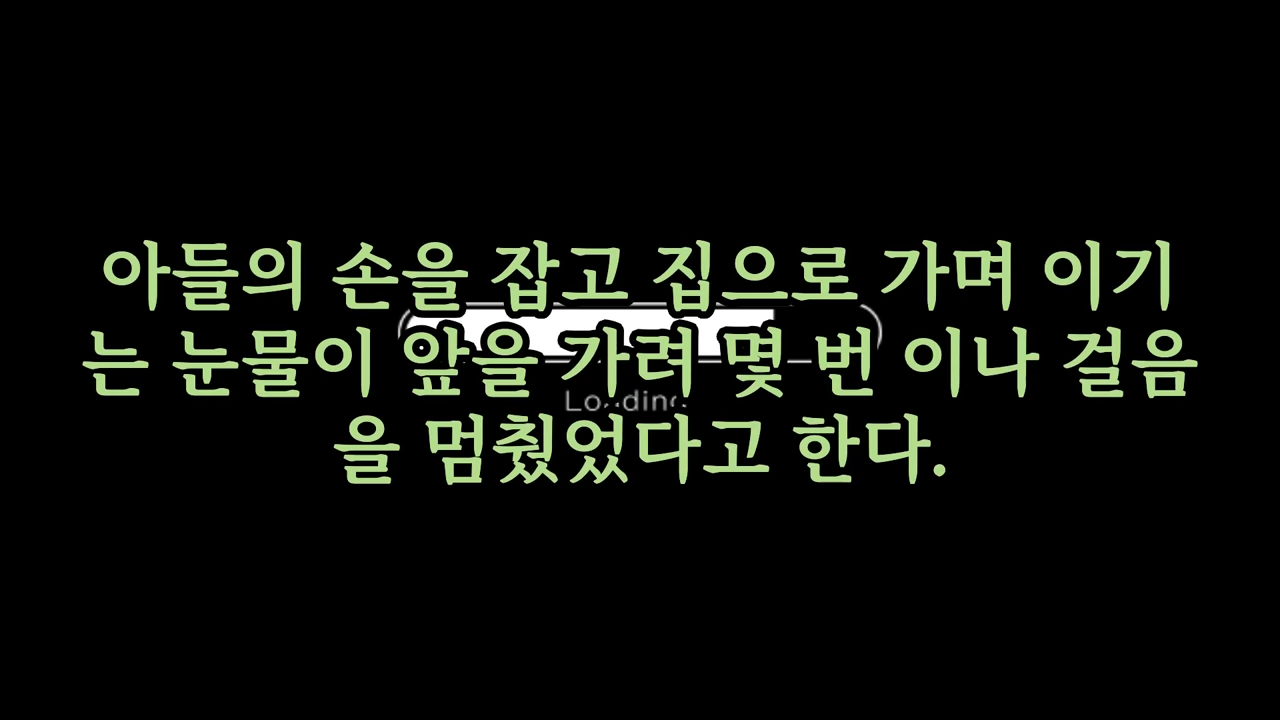 아들의 손을 잡고 집으로 가며 이기
는 눈물이 앞을 가려 몇 번 이나 걸음
을 멈췄었다고 한다.
Loading